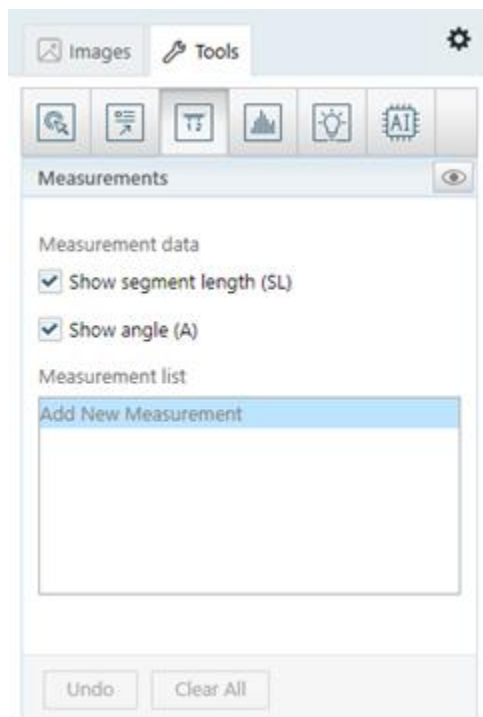 Images Tools
AI
Measurements
Measurement data
Show segment length (SL)
Show angle (A)
Measurement list
Add New Measurement
Undo Clear All